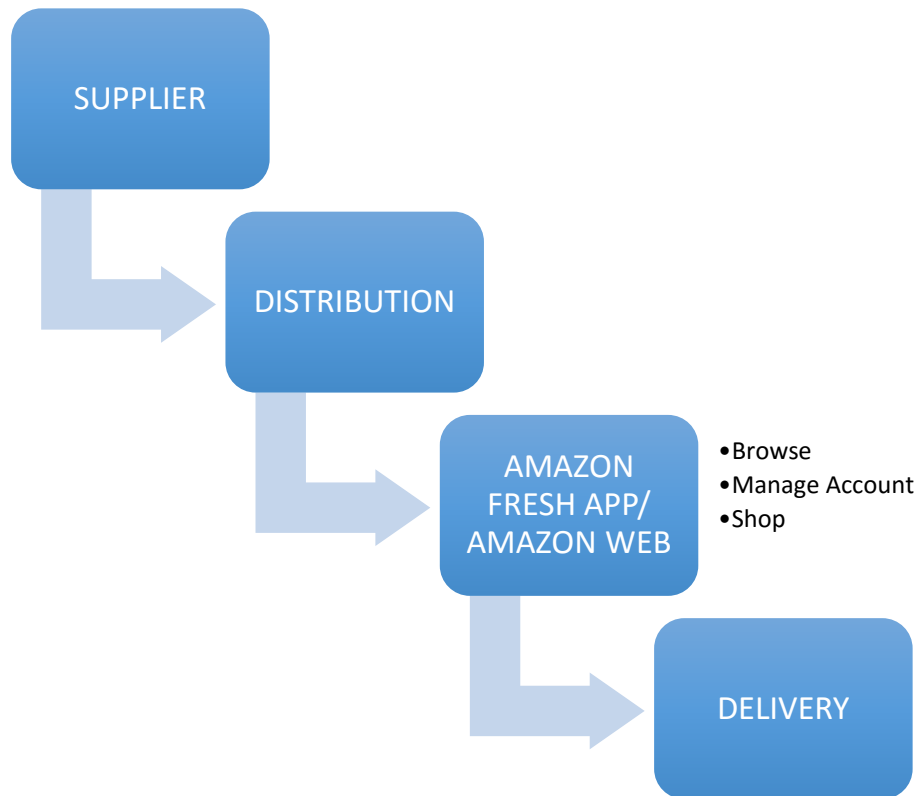 SUPPLIER
DISTRIBUTION
AMAZON
FRESH APP/
AMAZON WEB
•Browse
•Manage Account
•Shop
DELIVERY